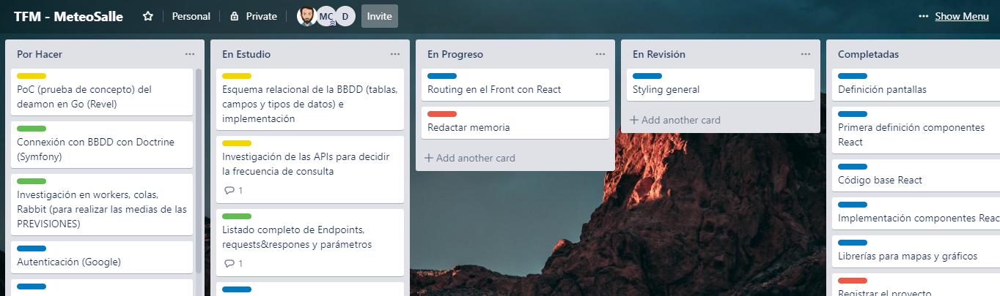 TFM - MeteoSalle
Personal
Private
MC
D
Invite
Show Menu
Por Hacer
PoC (prueba de concepto) del
deamon en Go (Revel)
Connexión con BBDD con Doctrine
(Symfony)
Investigación en workers, colas,
Rabbit (para realizar las medias de las
PREVISIONES)
Autenticación (Google)
En Estudio
Esquema relacional de la BBDD (tablas,
campos y tipos de datos) e
implementación
Investigación de las APIs para decidir
la frecuencia de consulta
1
Listado completo de Endpoints,
requests&respones y parámetros
1
En Progreso
Routing en el Front con React
Redactar memoria
+ Add another card
En Revisión
Styling general
+ Add another card
Completadas
Definición pantallas
Primera definición componentes
React
Código base React
Implementación componentes Reac
Librerías para mapas y gráficos
Registrar el proyecto